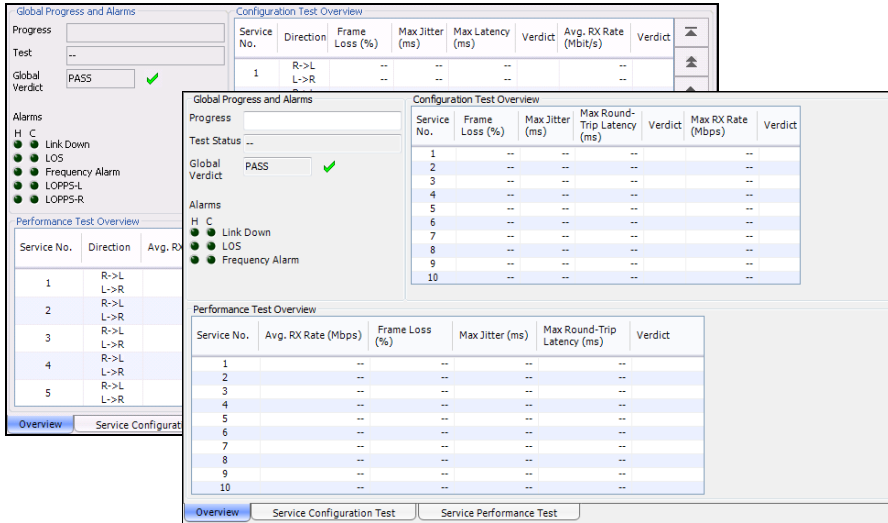 Global Progress and Alarms
Progress
Test --
Global Verdict PASS
Alarms
H C
Link Down
LOS
Frequency Alarm
LOPPS-L
LOPPS-R
Configuration Test Overview
Service No. Direction Frame Loss (%) Max Jitter (ms) Max Latency (ms) Verdict Avg. RX Rate (Mbit/s) Verdict
1 R->L -- -- -- --
L->R -- -- -- --
Performance Test Overview
Service No. Direction Avg. RX
1 R->L
L->R
2 R->L
L->R
3 R->L
L->R
4 R->L
L->R
5 R->L
L->R
Overview Service Configurat
Global Progress and Alarms
Progress
Test Status --
Global Verdict PASS
Alarms
H C
Link Down
LOS
Frequency Alarm
Configuration Test Overview
Service No. Frame Loss (%) Max Jitter (ms) Max Round-Trip Latency (ms) Verdict Max RX Rate (Mbps) Verdict
1 -- -- -- --
2 -- -- -- --
3 -- -- -- --
4 -- -- -- --
5 -- -- -- --
6 -- -- -- --
7 -- -- -- --
8 -- -- -- --
9 -- -- -- --
10 -- -- -- --
Performance Test Overview
Service No. Avg. RX Rate (Mbps) Frame Loss (%) Max Jitter (ms) Max Round-Trip Latency (ms) Verdict
1 -- -- -- --
2 -- -- -- --
3 -- -- -- --
4 -- -- -- --
5 -- -- -- --
6 -- -- -- --
7 -- -- -- --
8 -- -- -- --
9 -- -- -- --
10 -- -- -- --
Overview Service Configuration Test Service Performance Test